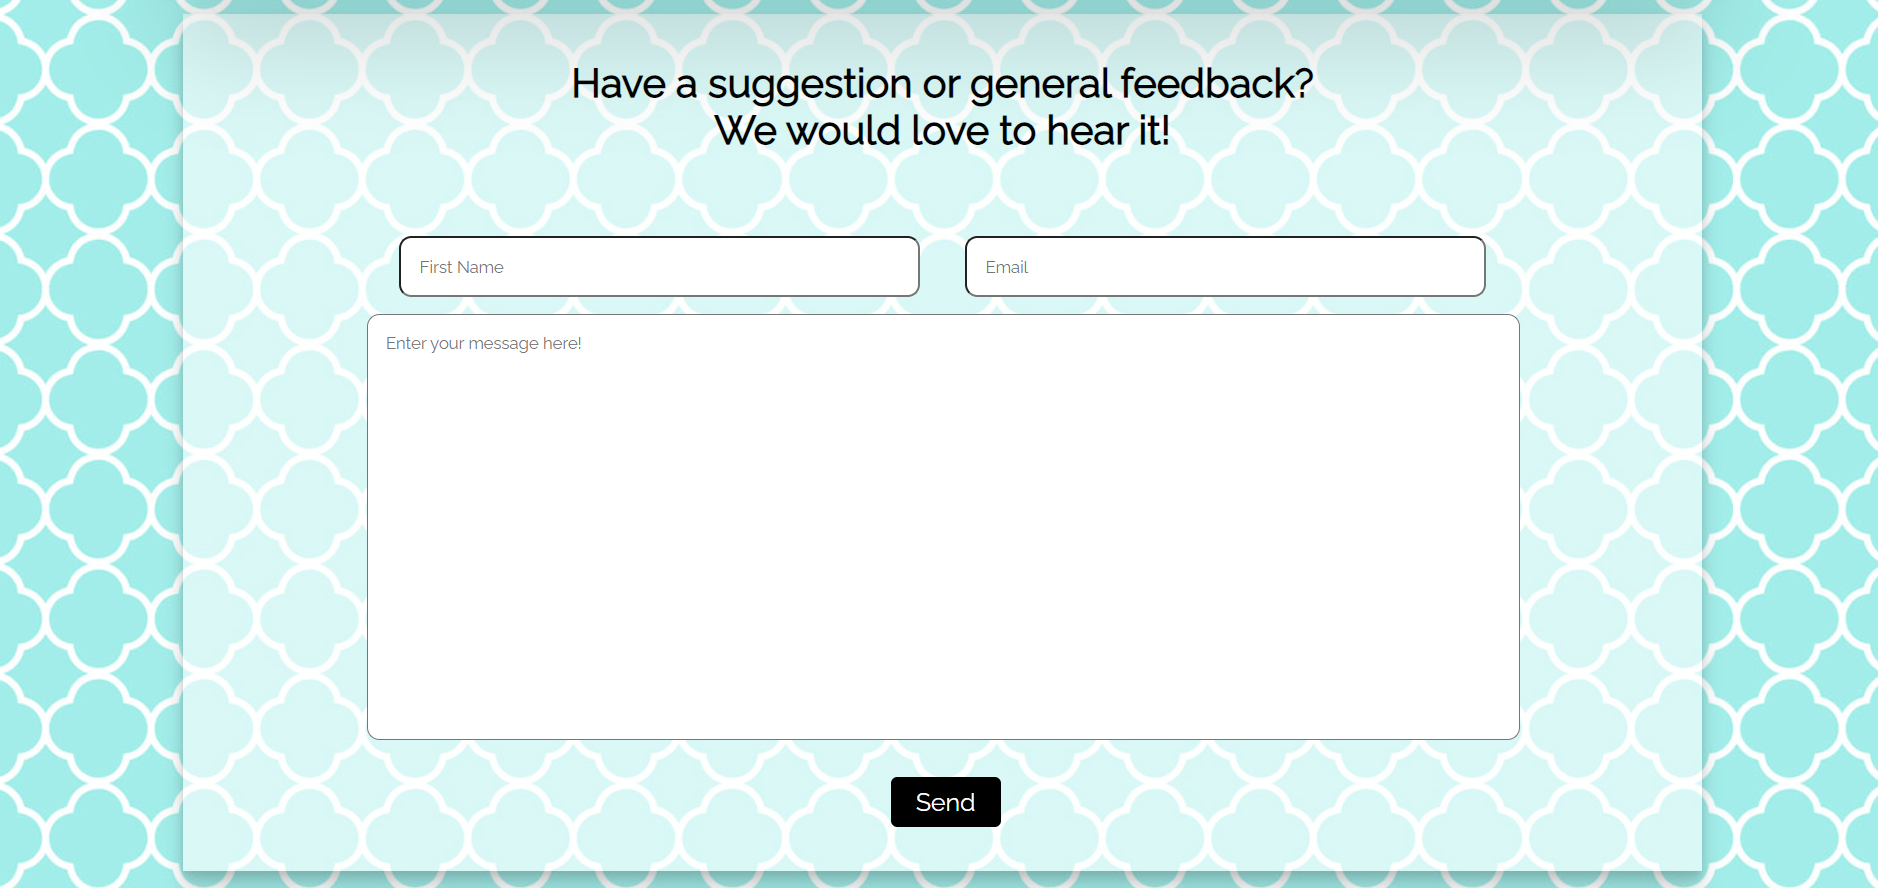 Have a suggestion or general feedback?
We would love to hear it!
First Name
Email
Enter your message here!
Send